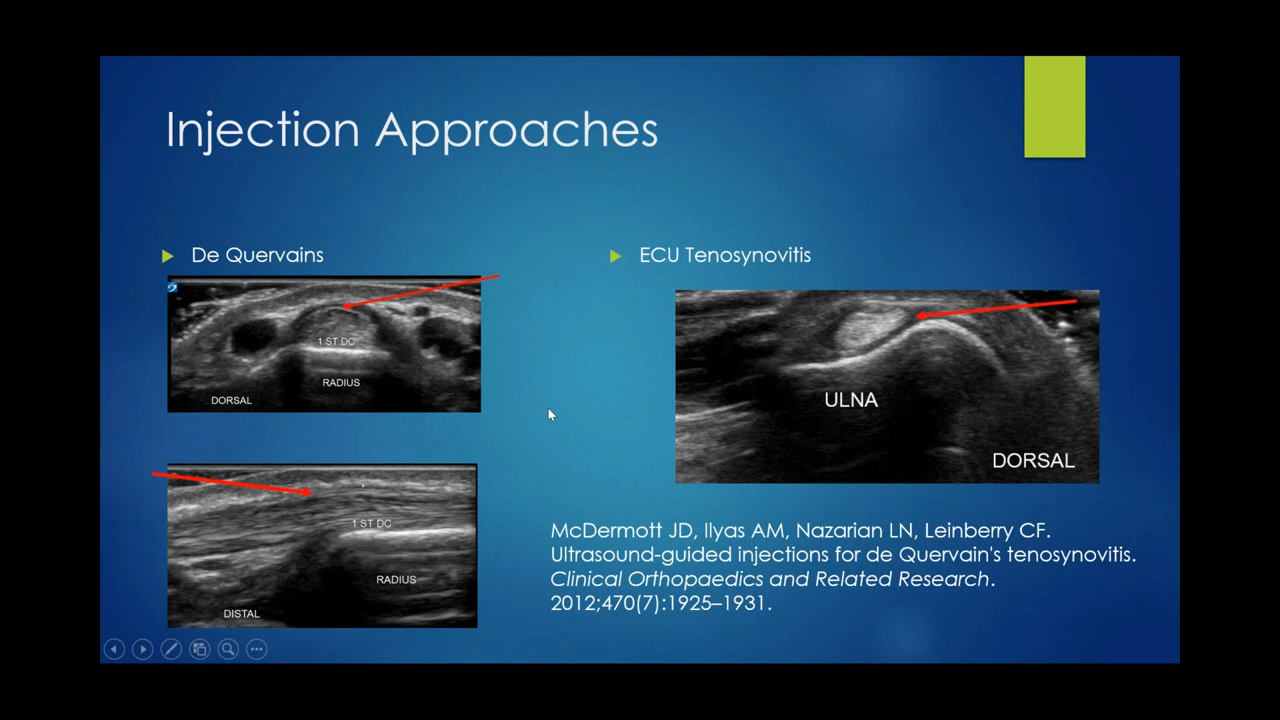 Injection Approaches
De Quervains
1 ST DC
RADIUS
DORSAL
1 ST DC
RADIUS
DISTAL
ECU Tenosynovitis
ULNA
DORSAL
McDermott JD, Ilyas AM, Nazarian LN, Leinberry CF.
Ultrasound-guided injections for de Quervain's tenosynovitis.
Clinical Orthopaedics and Related Research.
2012;470(7):1925–1931.